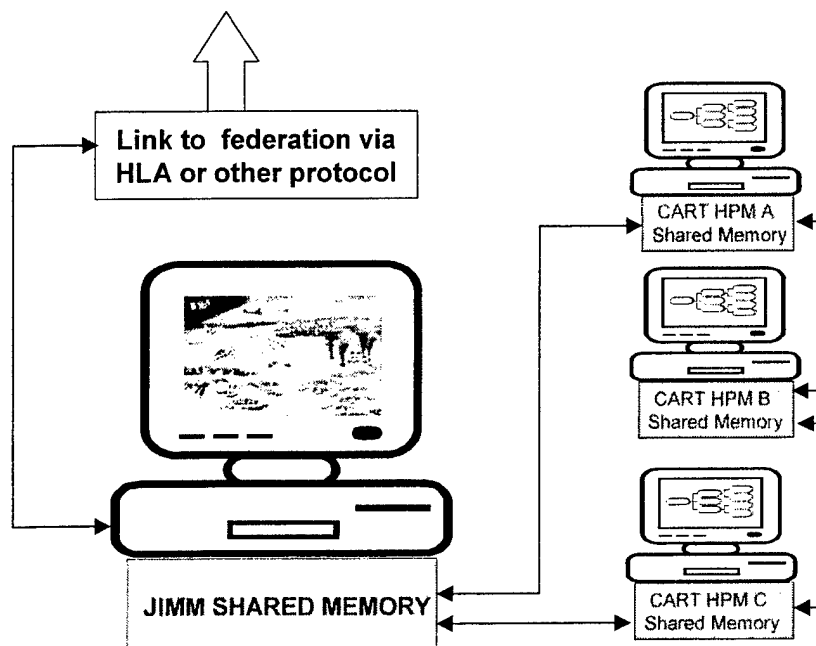 Link to federation via
HLA or other protocol
CART HPM A
Shared Memory
CART HPM B
Shared Memory
JIMM SHARED MEMORY
CART HPM C
Shared Memory